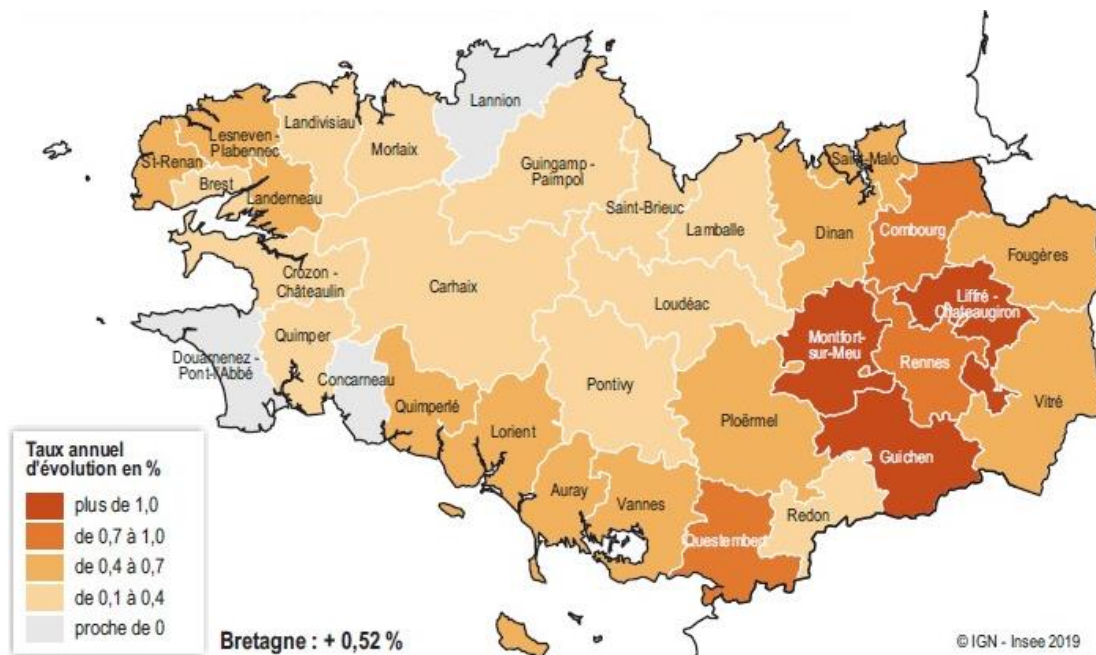 Lannion
Landivisiau
Lesneven -
Plabennec
Morlaix
St-Renan
Brest
Landerneau
Guingamp -
Paimpol
Saint-Brieuc
Lamballe
Saint-Malo
Dinan
Combourg
Fougères
Crozon -
Châteaulin
Carhaix
Loudéac
Liffré -
Chateaugiron
Montfort-
sur-Meu
Rennes
Quimper
Douarnenez -
Pont-l'Abbé
Concarneau
Quimperlé
Pontivy
Ploërmel
Vitré
Lorient
Guichen
Auray
Vannes
Redon
Questembert
Taux annuel
d'évolution en %
plus de 1,0
de 0,7 à 1,0
de 0,4 à 0,7
de 0,1 à 0,4
proche de 0
Bretagne : + 0,52 %
© IGN - Insee 2019